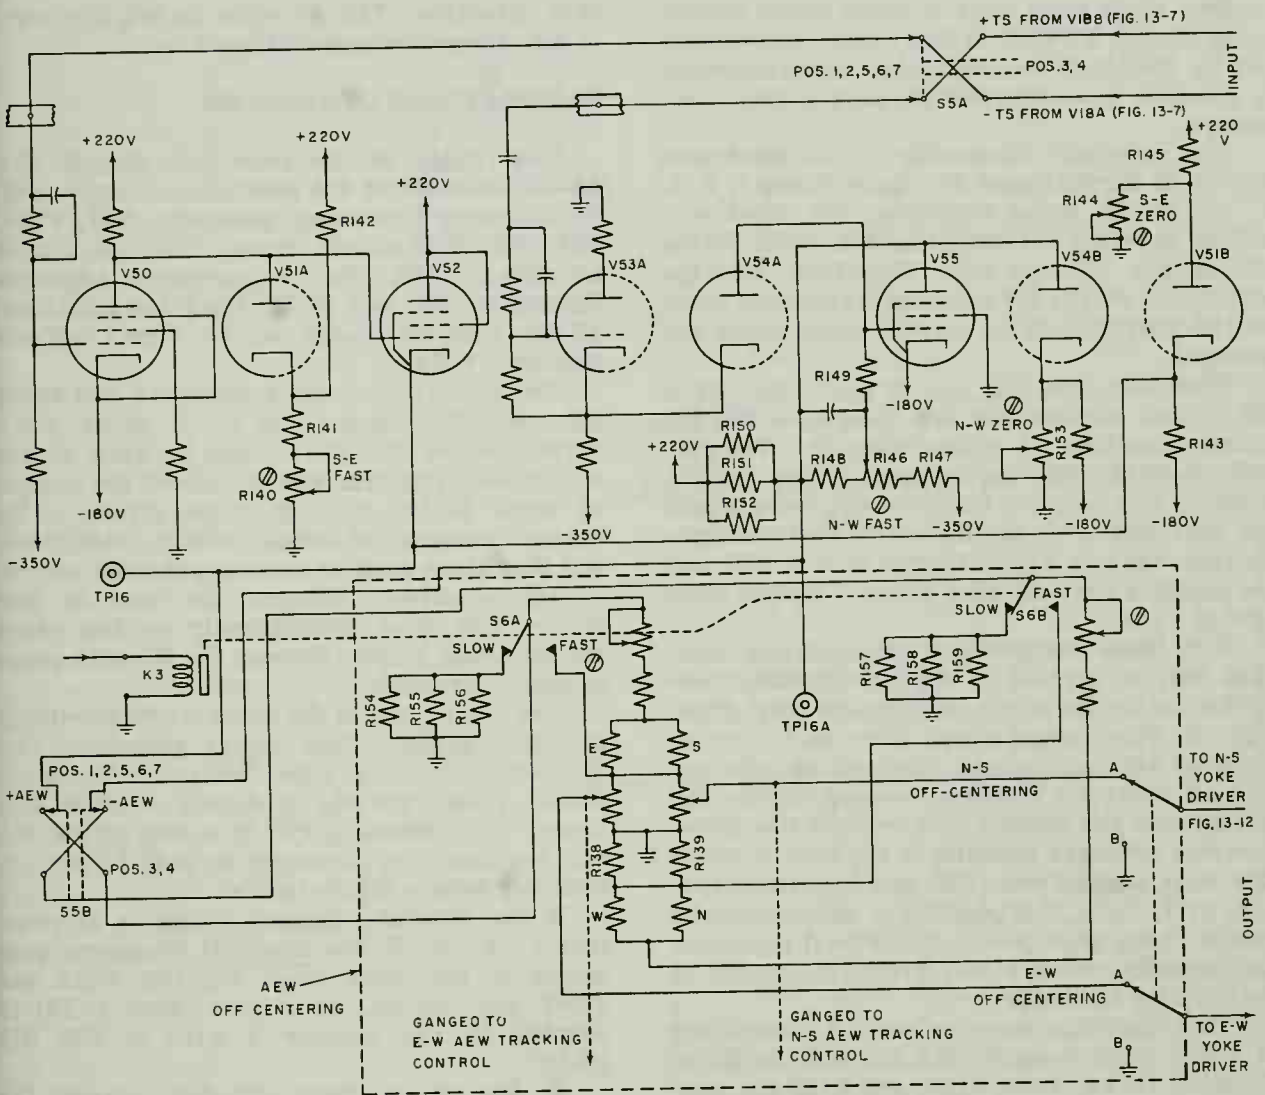 +TS FROM V1B8 (FIG. 13-7)
POS. 1, 2, 5, 6, 7
POS. 3, 4
S5A
INPUT
-TS FROM V18A (FIG. 13-7)
+220V
+220V
+220V
+220
V
R145
R144
S-E
ZERO
R142
V50
V51A
V52
V53A
V54A
V55
V54B
V51B
R149
-180V
N-W ZERO
R153
R141
S-E
FAST
R140
+220V
R150
R151
R152
R148
R146
R147
N-W FAST
-350V
R143
-180V
-180V
-180V
-350V
-350V
TP16
K3
S6A
SLOW
FAST
SLOW
FAST
S6B
R154
R155
R156
R157
R158
R159
TP16A
E
S
POS. 1, 2, 5, 6, 7
+AEW
-AEW
POS. 3, 4
S5B
R138
R139
W
N
N-S
OFF-CENTERING
A
TO N-S
YOKE
DRIVER
FIG. 13-12
B
OUTPUT
AEW
OFF CENTERING
E-W
OFF CENTERING
A
B
GANGED TO
E-W AEW TRACKING
CONTROL
GANGED TO
N-S AEW TRACKING
CONTROL
TO E-W
YOKE
DRIVER